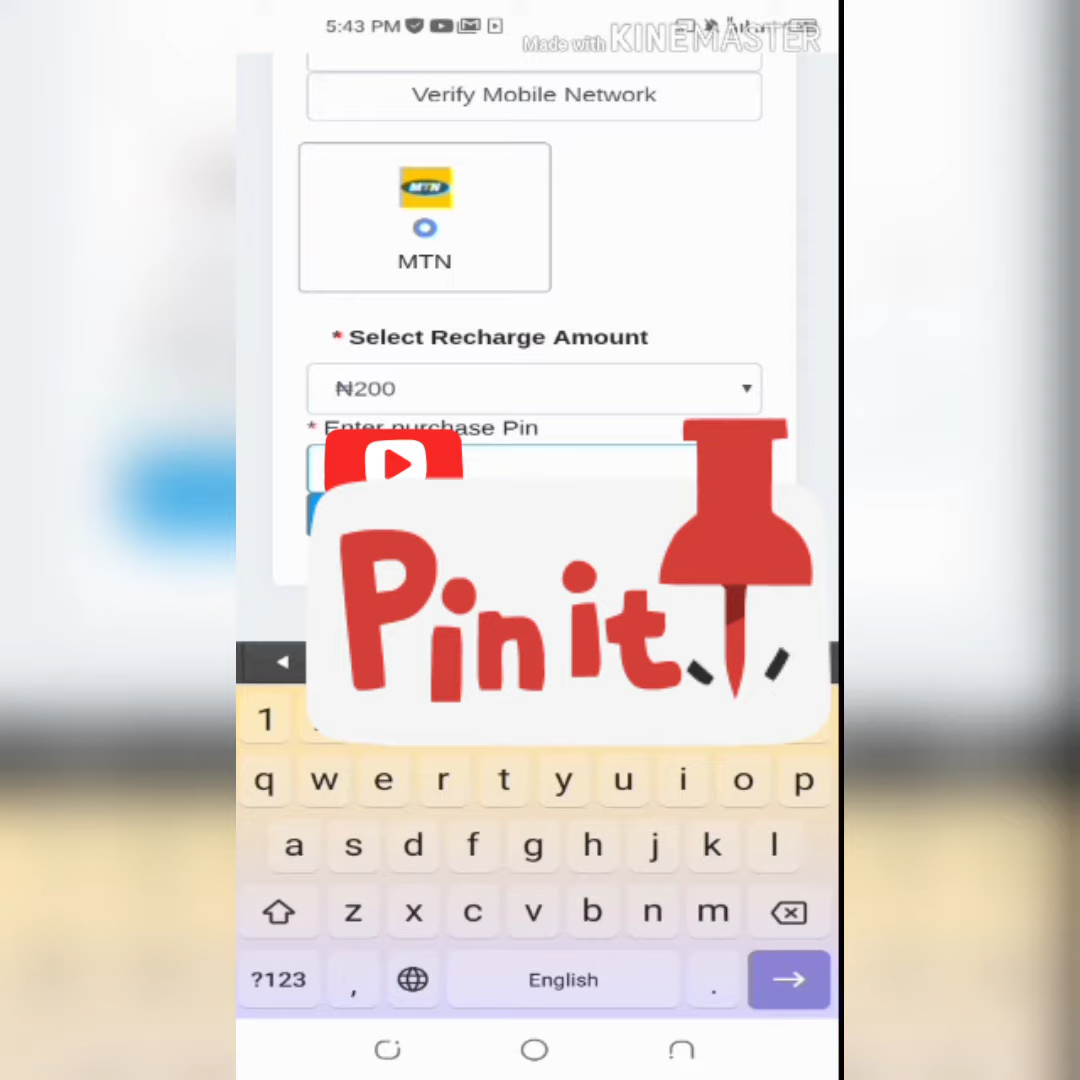 5:43 PM
Made with KINEMASTER
Verify Mobile Network
MTN
MTN
* Select Recharge Amount
₦200
* Enter purchase Pin
Pin it
1
q w e r t y u i o p
a s d f g h j k l
z x c v b n m
?123 , English .